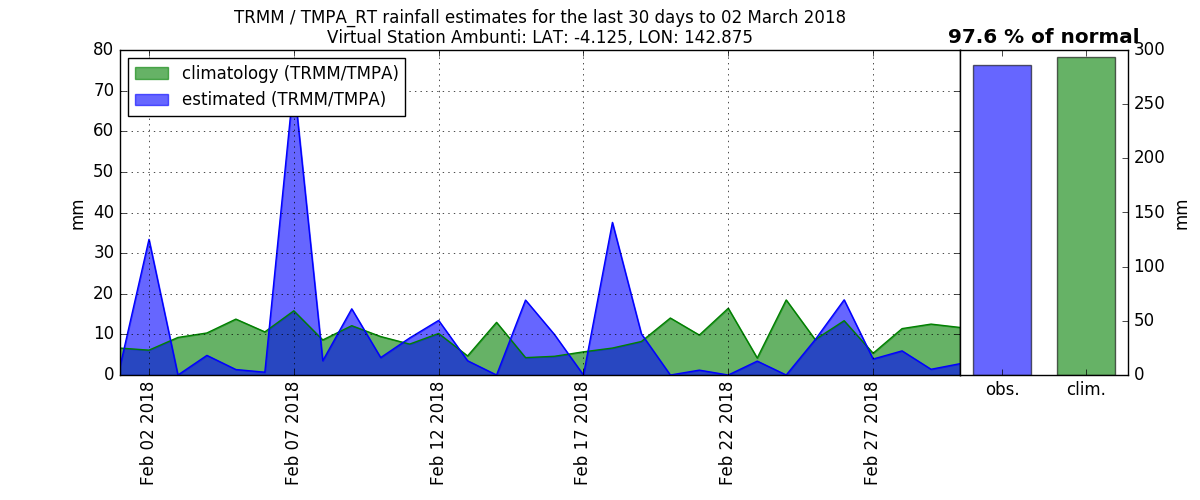 TRMM / TMPA_RT rainfall estimates for the last 30 days to 02 March 2018
Virtual Station Ambunti: LAT: -4.125, LON: 142.875
97.6 % of normal
climatology (TRMM/TMPA)
estimated (TRMM/TMPA)
80
70
60
50
40
30
20
10
0
mm
Feb 02 2018
Feb 07 2018
Feb 12 2018
Feb 17 2018
Feb 22 2018
Feb 27 2018
obs.
clim.
300
250
200
150
100
50
0
mm